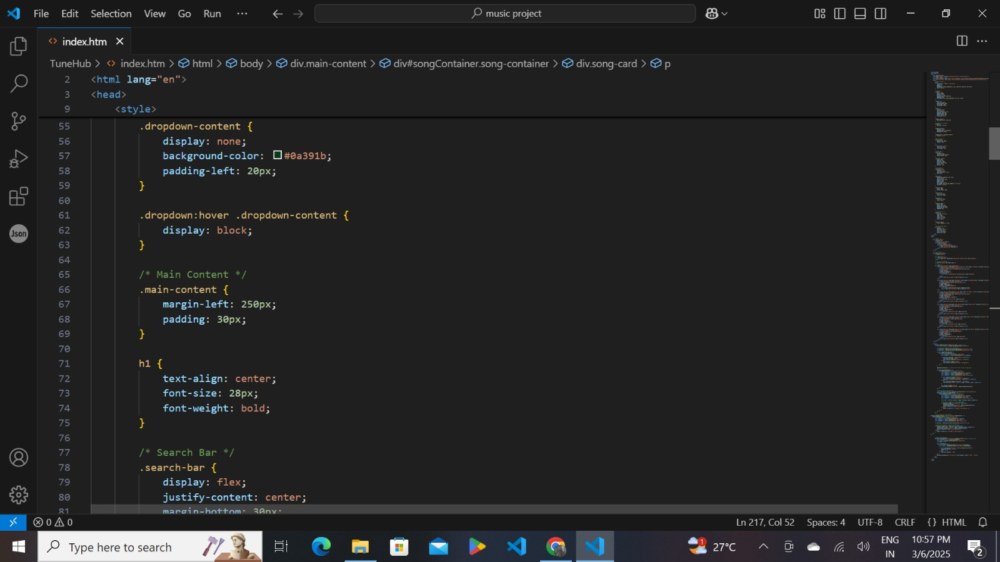 File Edit Selection View Go Run ··· music project
index.htm
TuneHub > index.htm > html > body > div.main-content > div#songContainer.song-container > div.song-card > p
2 <html lang="en">
3 <head>
9 <style>
55 .dropdown-content {
56 display: none;
57 background-color: #0a391b;
58 padding-left: 20px;
59 }
60
61 .dropdown:hover .dropdown-content {
62 display: block;
63 }
64
65 /* Main Content */
66 .main-content {
67 margin-left: 250px;
68 padding: 30px;
69 }
70
71 h1 {
72 text-align: center;
73 font-size: 28px;
74 font-weight: bold;
75 }
76
77 /* Search Bar */
78 .search-bar {
79 display: flex;
80 justify-content: center;
81 margin-bottom: 30px;
Json
0 0 Ln 217, Col 52 Spaces: 4 UTF-8 CRLF {} HTML
Type here to search 1 27°C ENG IN 10:57 PM 3/6/2025 2